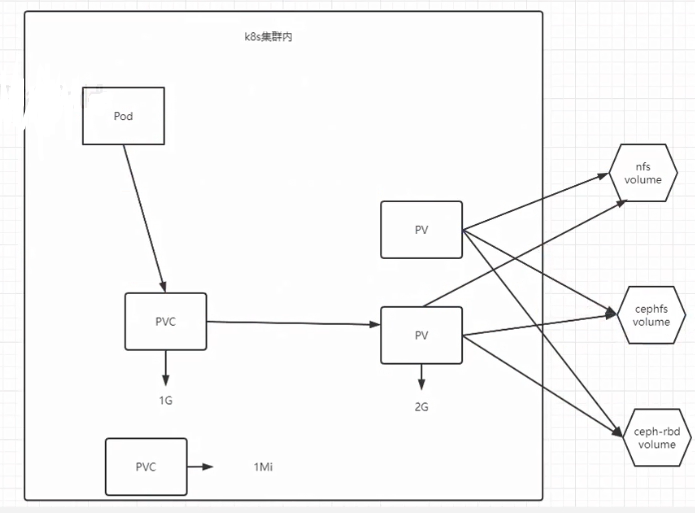 k8s集群内
Pod
nfs
volume
PV
cephfs
volume
PVC
PV
1G
2G
ceph-rbd
volume
PVC
1Mi